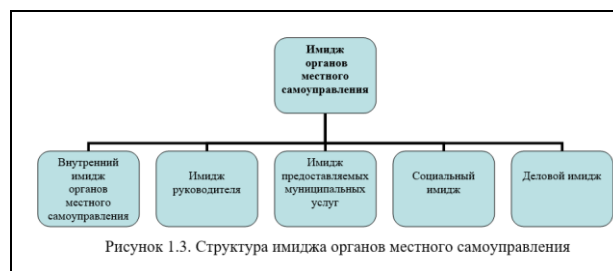 Имидж
органов
местного
самоуправления
Внутренний
имидж
органов
местного
самоуправления
Имидж
руководителя
Имидж
предоставляемых
муниципальных
услуг
Социальный
имидж
Деловой имидж
Рисунок 1.3. Структура имиджа органов местного самоуправления